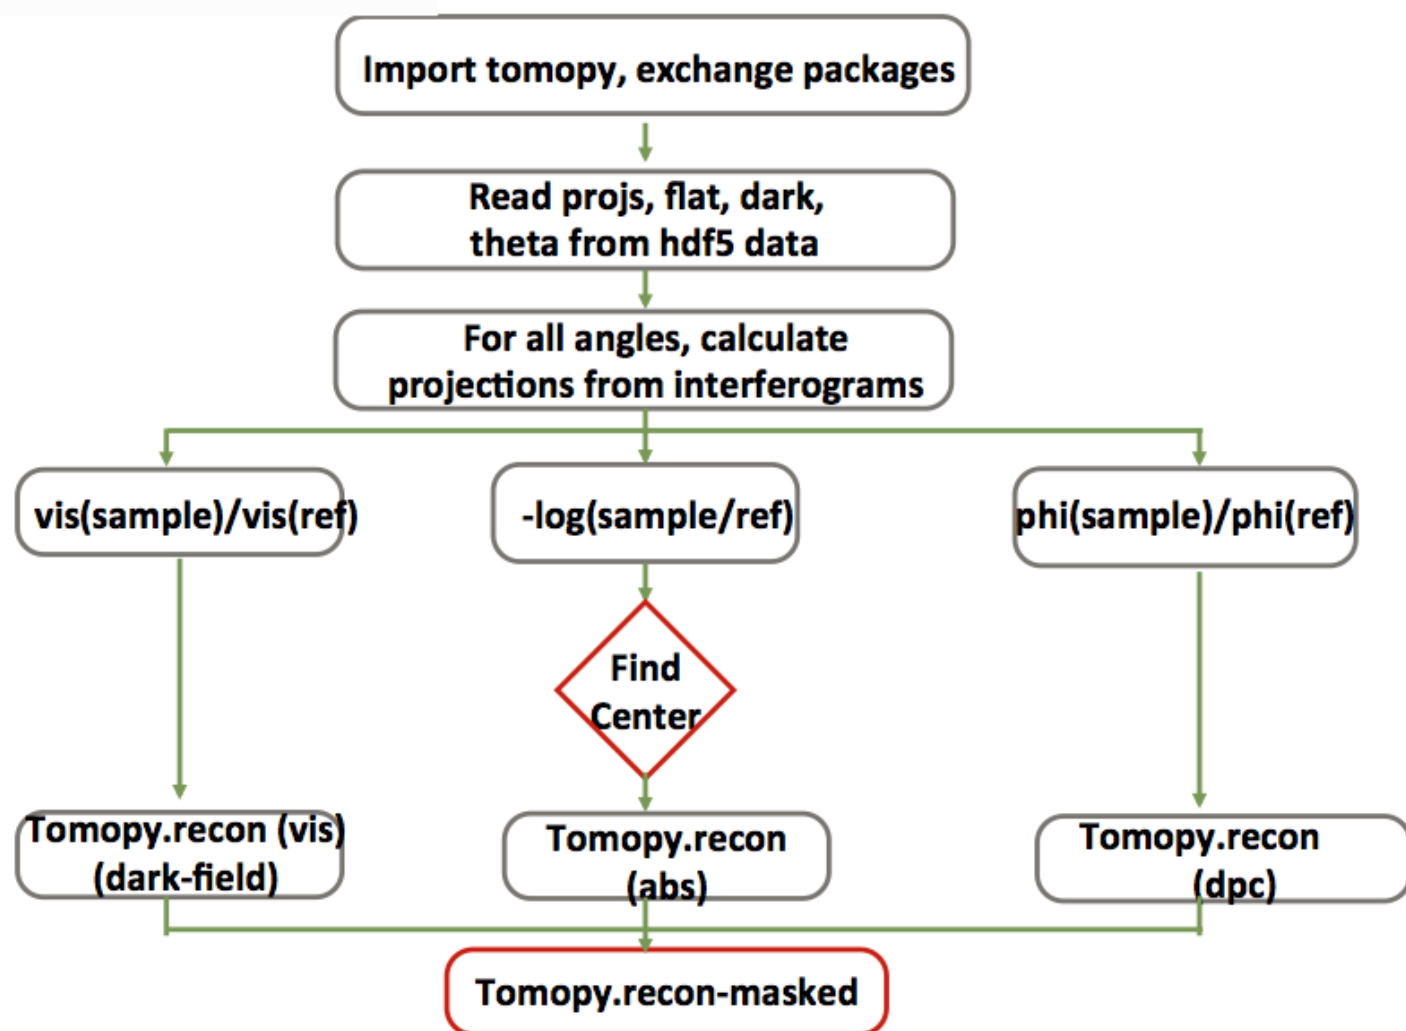 Import tomopy, exchange packages
Read projs, flat, dark,
theta from hdf5 data
For all angles, calculate
projections from interferograms
vis(sample)/vis(ref)
-log(sample/ref)
phi(sample)/phi(ref)
Find
Center
Tomopy.recon (vis)
(dark-field)
Tomopy.recon
(abs)
Tomopy.recon
(dpc)
Tomopy.recon-masked